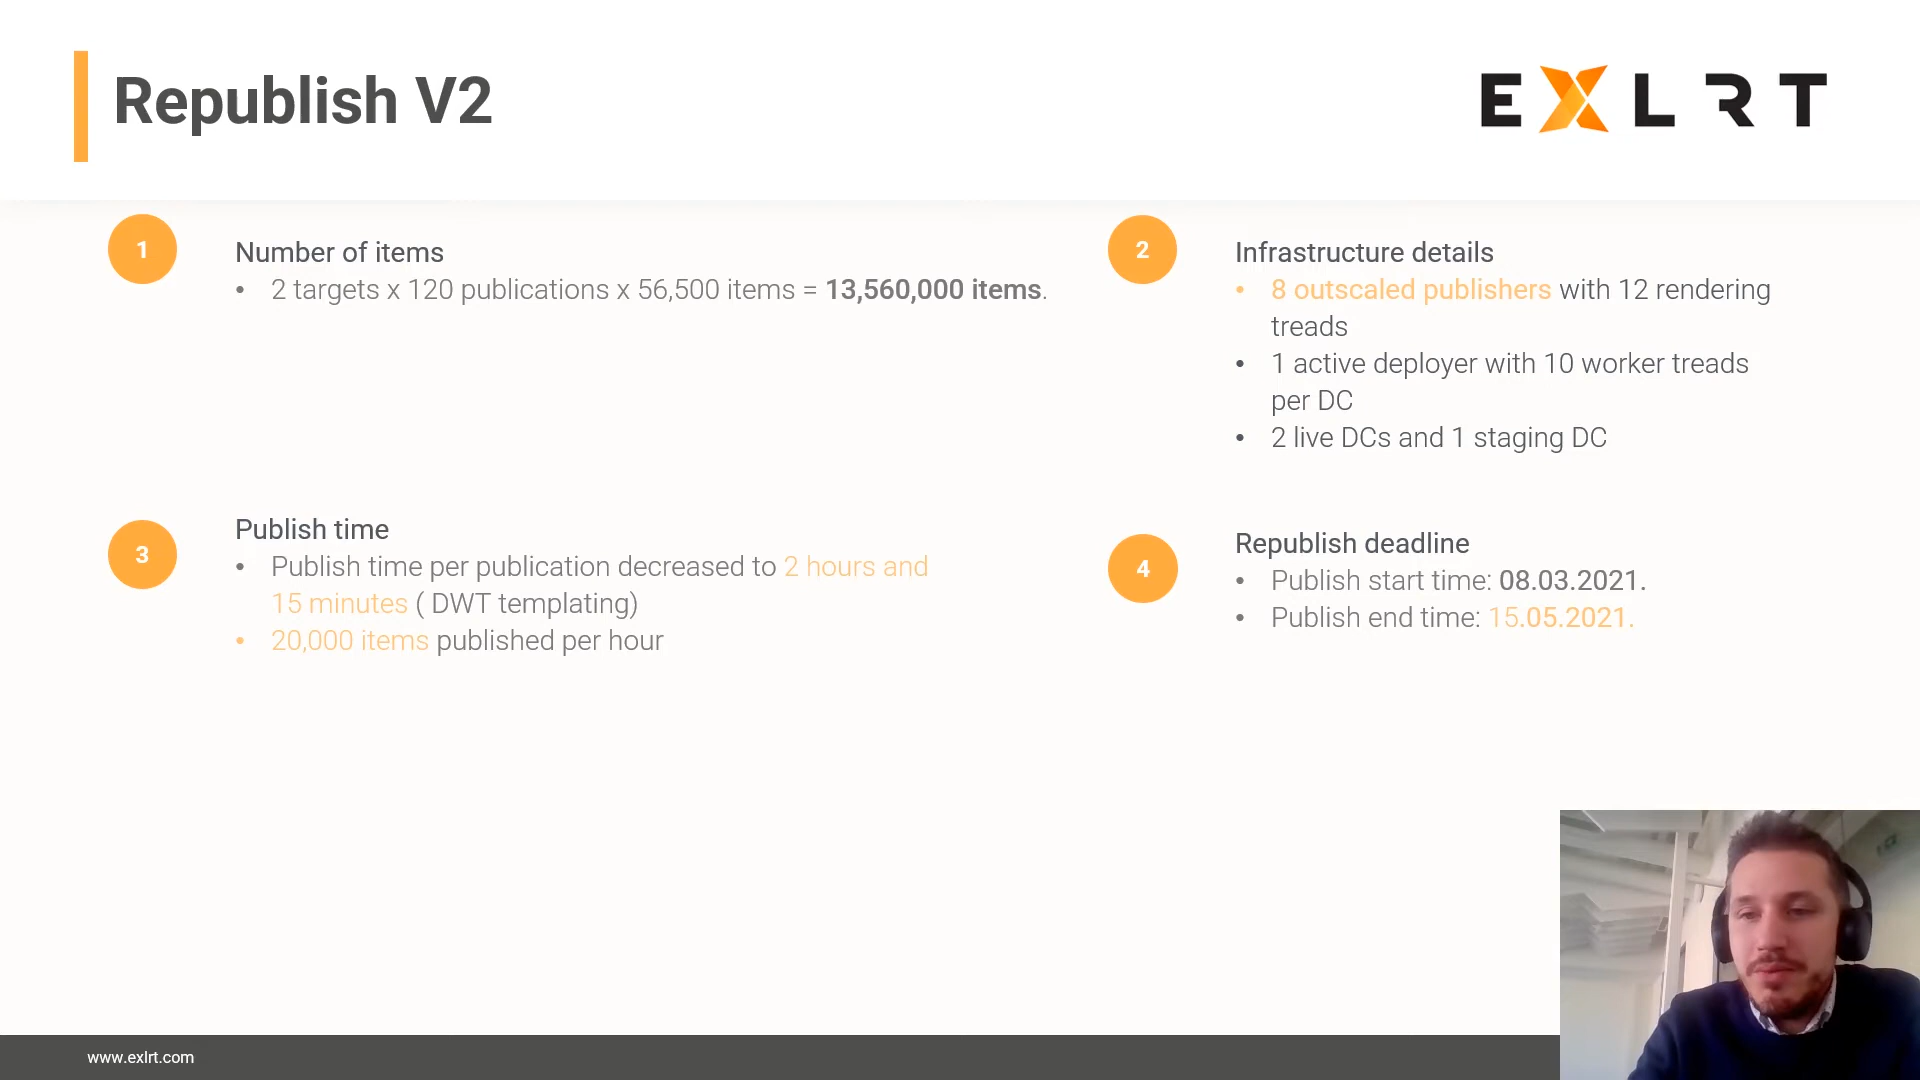 Republish V2
EXLRT
1
Number of items
• 2 targets x 120 publications x 56,500 items = 13,560,000 items.
2
Infrastructure details
• 8 outscaled publishers with 12 rendering
treads
• 1 active deployer with 10 worker treads
per DC
• 2 live DCs and 1 staging DC
3
Publish time
• Publish time per publication decreased to 2 hours and
15 minutes ( DWT templating)
• 20,000 items published per hour
4
Republish deadline
• Publish start time: 08.03.2021.
• Publish end time: 15.05.2021.
www.exlrt.com